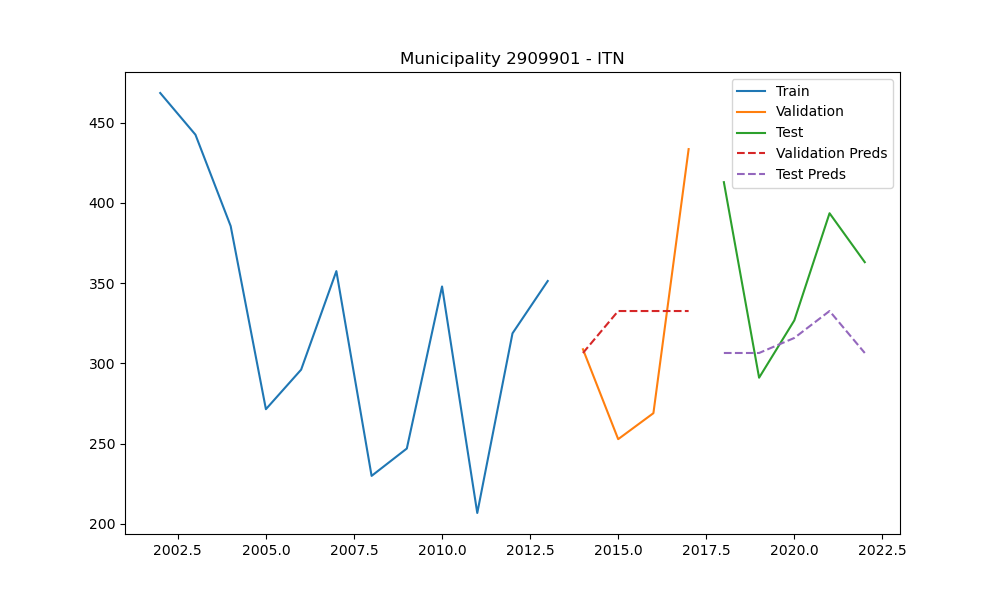 Municipality 2909901 - ITN
Train
Validation
Test
Validation Preds
Test Preds
450
400
350
300
250
200
2002.5 2005.0 2007.5 2010.0 2012.5 2015.0 2017.5 2020.0 2022.5